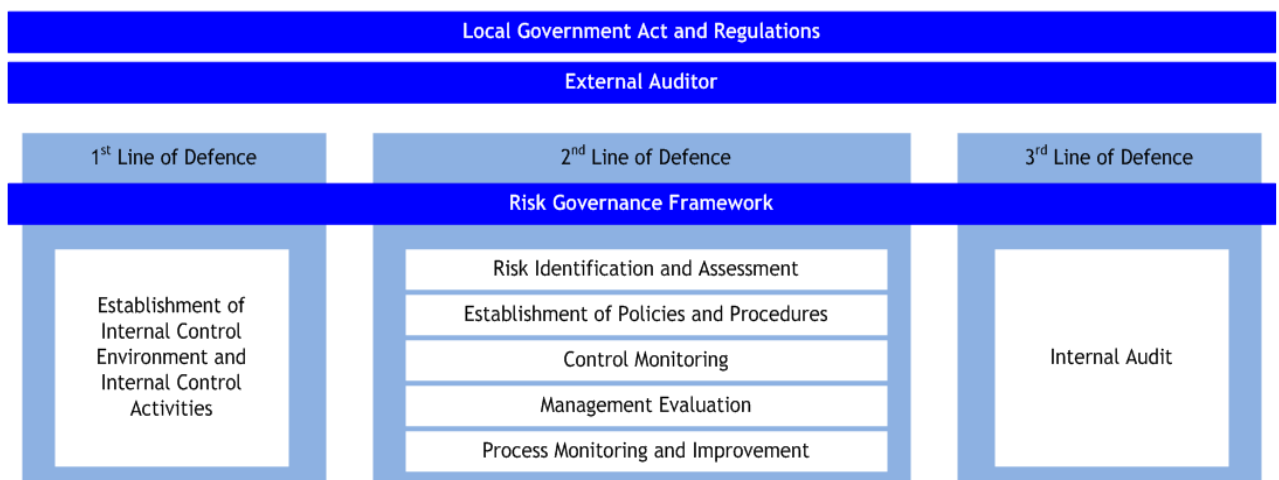 Local Government Act and Regulations
External Auditor
1st Line of Defence
2nd Line of Defence
3rd Line of Defence
Risk Governance Framework
Establishment of
Internal Control
Environment and
Internal Control
Activities
Risk Identification and Assessment
Establishment of Policies and Procedures
Control Monitoring
Management Evaluation
Process Monitoring and Improvement
Internal Audit